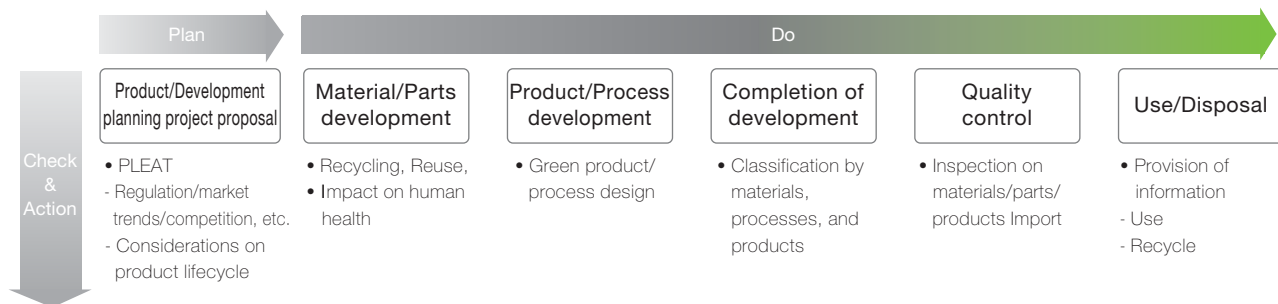 Plan
Do
Check
&
Action
Product/Development
planning project proposal
• PLEAT
- Regulation/market
trends/competition, etc.
- Considerations on
product lifecycle
Material/Parts
development
• Recycling, Reuse,
• Impact on human
health
Product/Process
development
• Green product/
process design
Completion of
development
• Classification by
materials,
processes, and
products
Quality
control
• Inspection on
materials/parts/
products Import
Use/Disposal
• Provision of
information
- Use
- Recycle